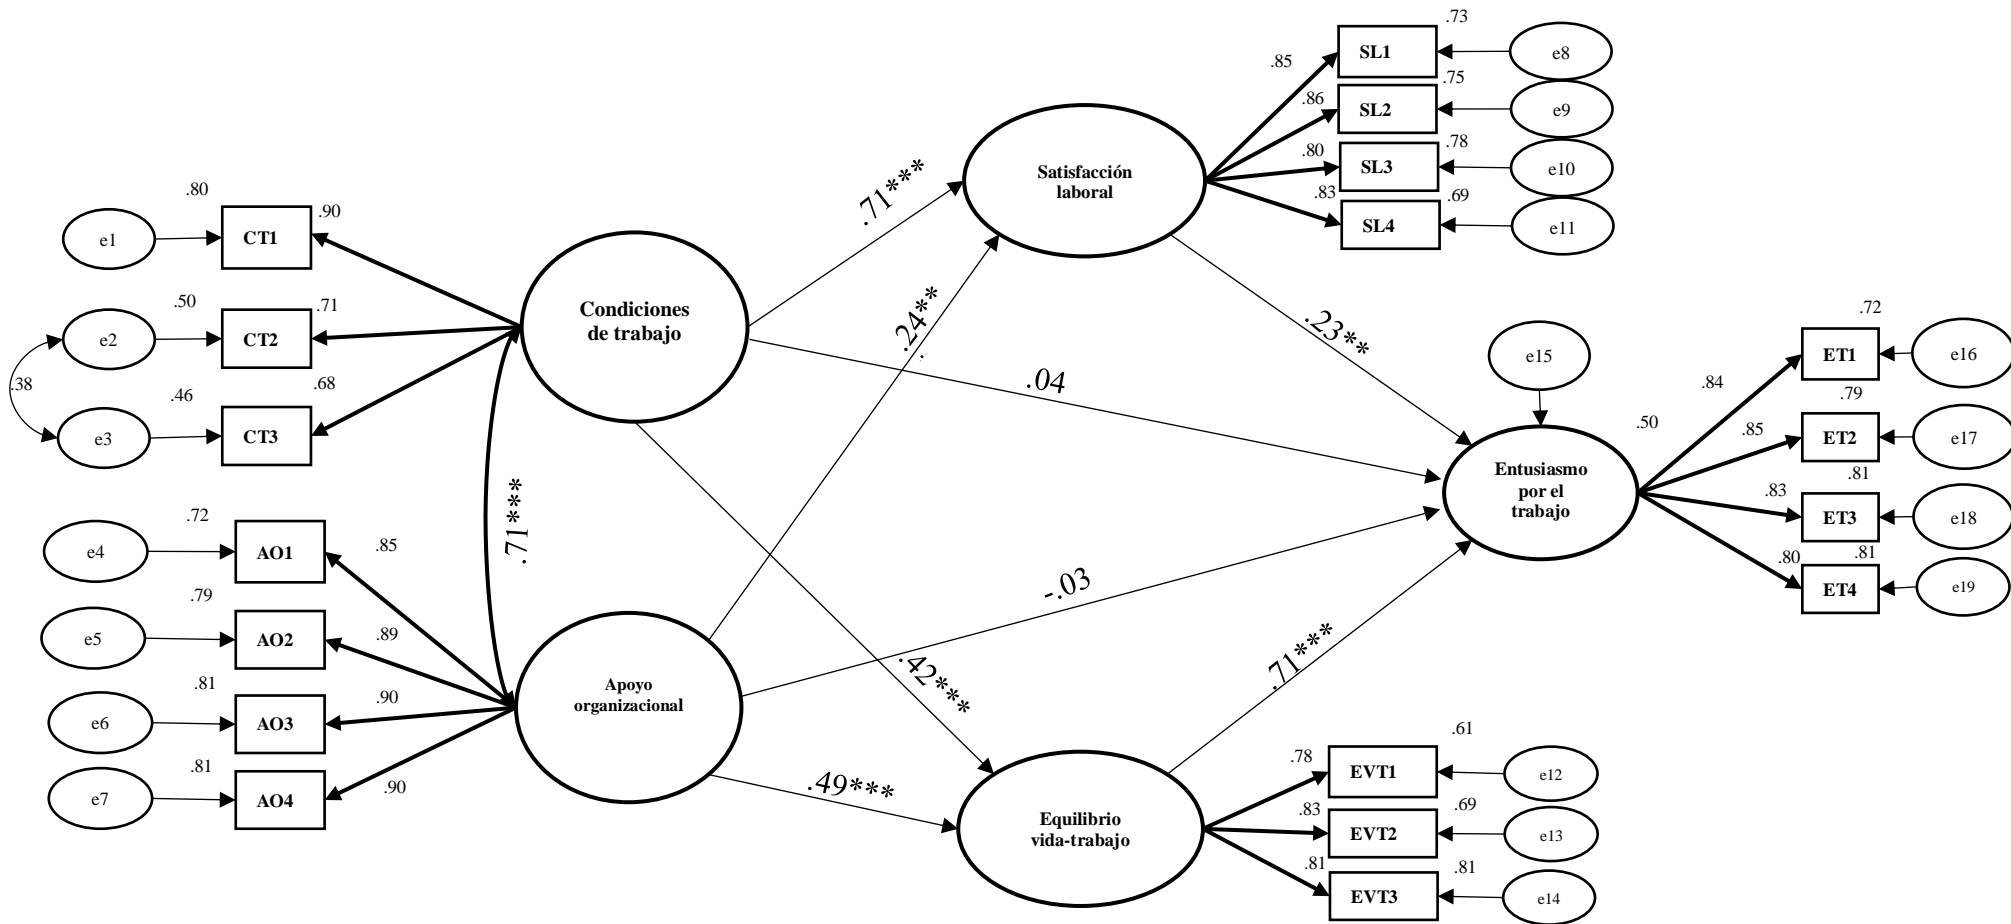 .73
SL1
e8
.85
.75
SL2
e9
.86
.78
SL3
e10
.80
.69
SL4
e11
.83
Satisfacción
laboral
.71***
.24**
.23**
.80
e1
CT1
.90
.50
e2
CT2
.71
.38
.46
e3
CT3
.68
Condiciones
de trabajo
.04
.71***
e15
.50
Entusiasmo
por el
trabajo
.72
ET1
e16
.84
.79
ET2
e17
.85
.81
ET3
e18
.83
.81
ET4
e19
.80
.72
e4
AO1
.85
.79
e5
AO2
.89
.81
e6
AO3
.90
.81
e7
AO4
.90
Apoyo
organizacional
-.03
.42***
.49***
.71***
Equilibrio
vida-trabajo
.61
.78
EVT1
e12
.69
.83
EVT2
e13
.81
.81
EVT3
e14